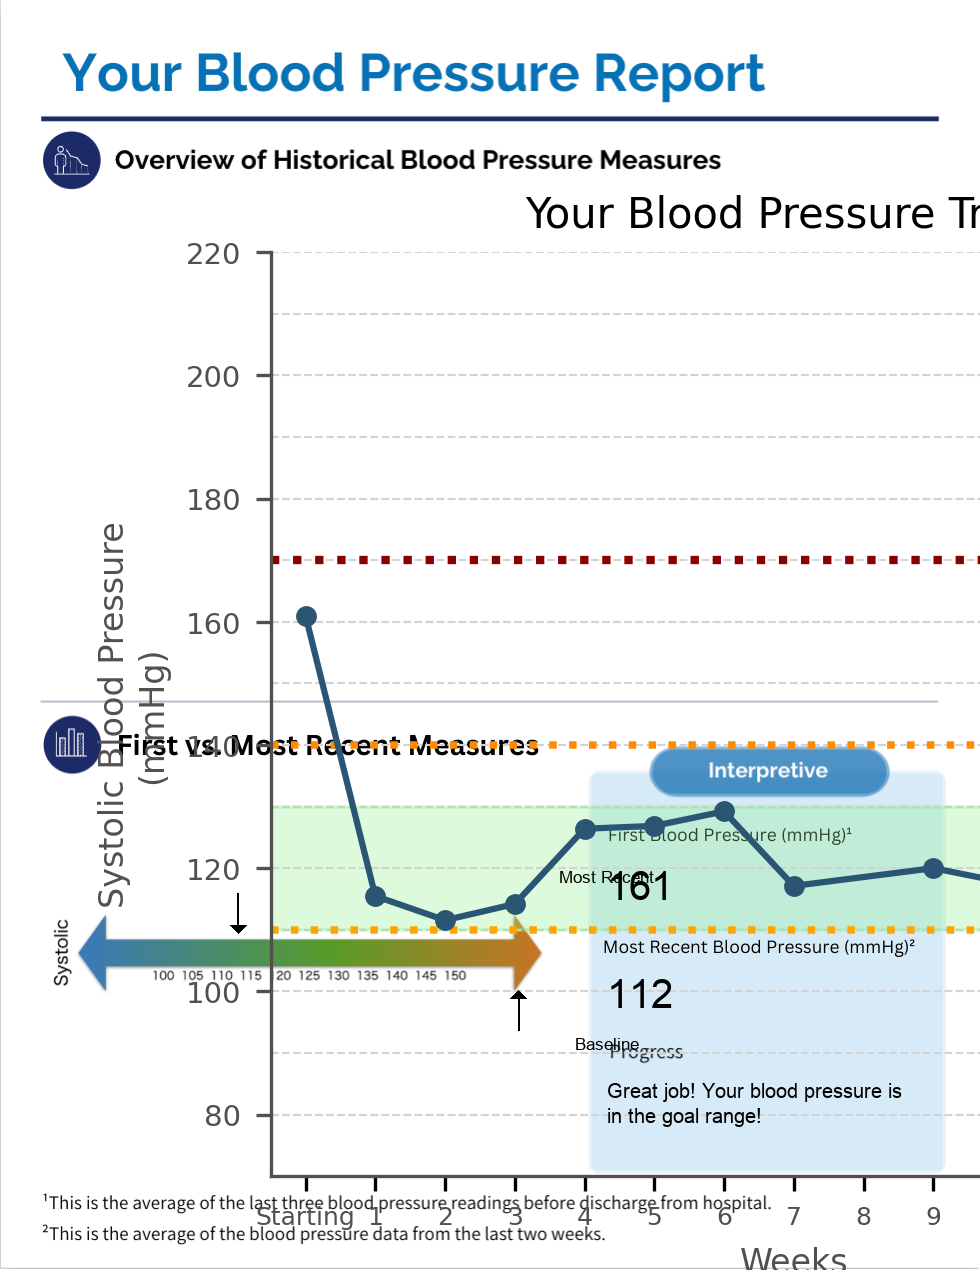 Your Blood Pressure Report
Overview of Historical Blood Pressure Measures
Your Blood Pressure Tr
220
200
180
160
140
120
100
80
Systolic Blood Pressure
(mmHg)
First vs. Most Recent Measures
Interpretive
First Blood Pressure (mmHg)¹
Most Recent
161
Most Recent Blood Pressure (mmHg)²
112
Systolic
100 105 110 115 120 125 130 135 140 145 150
Baseline
Progress
Great job! Your blood pressure is
in the goal range!
¹This is the average of the last three blood pressure readings before discharge from hospital.
Starting 1 2 3 4 5 6 7 8 9
²This is the average of the blood pressure data from the last two weeks.
Weeks